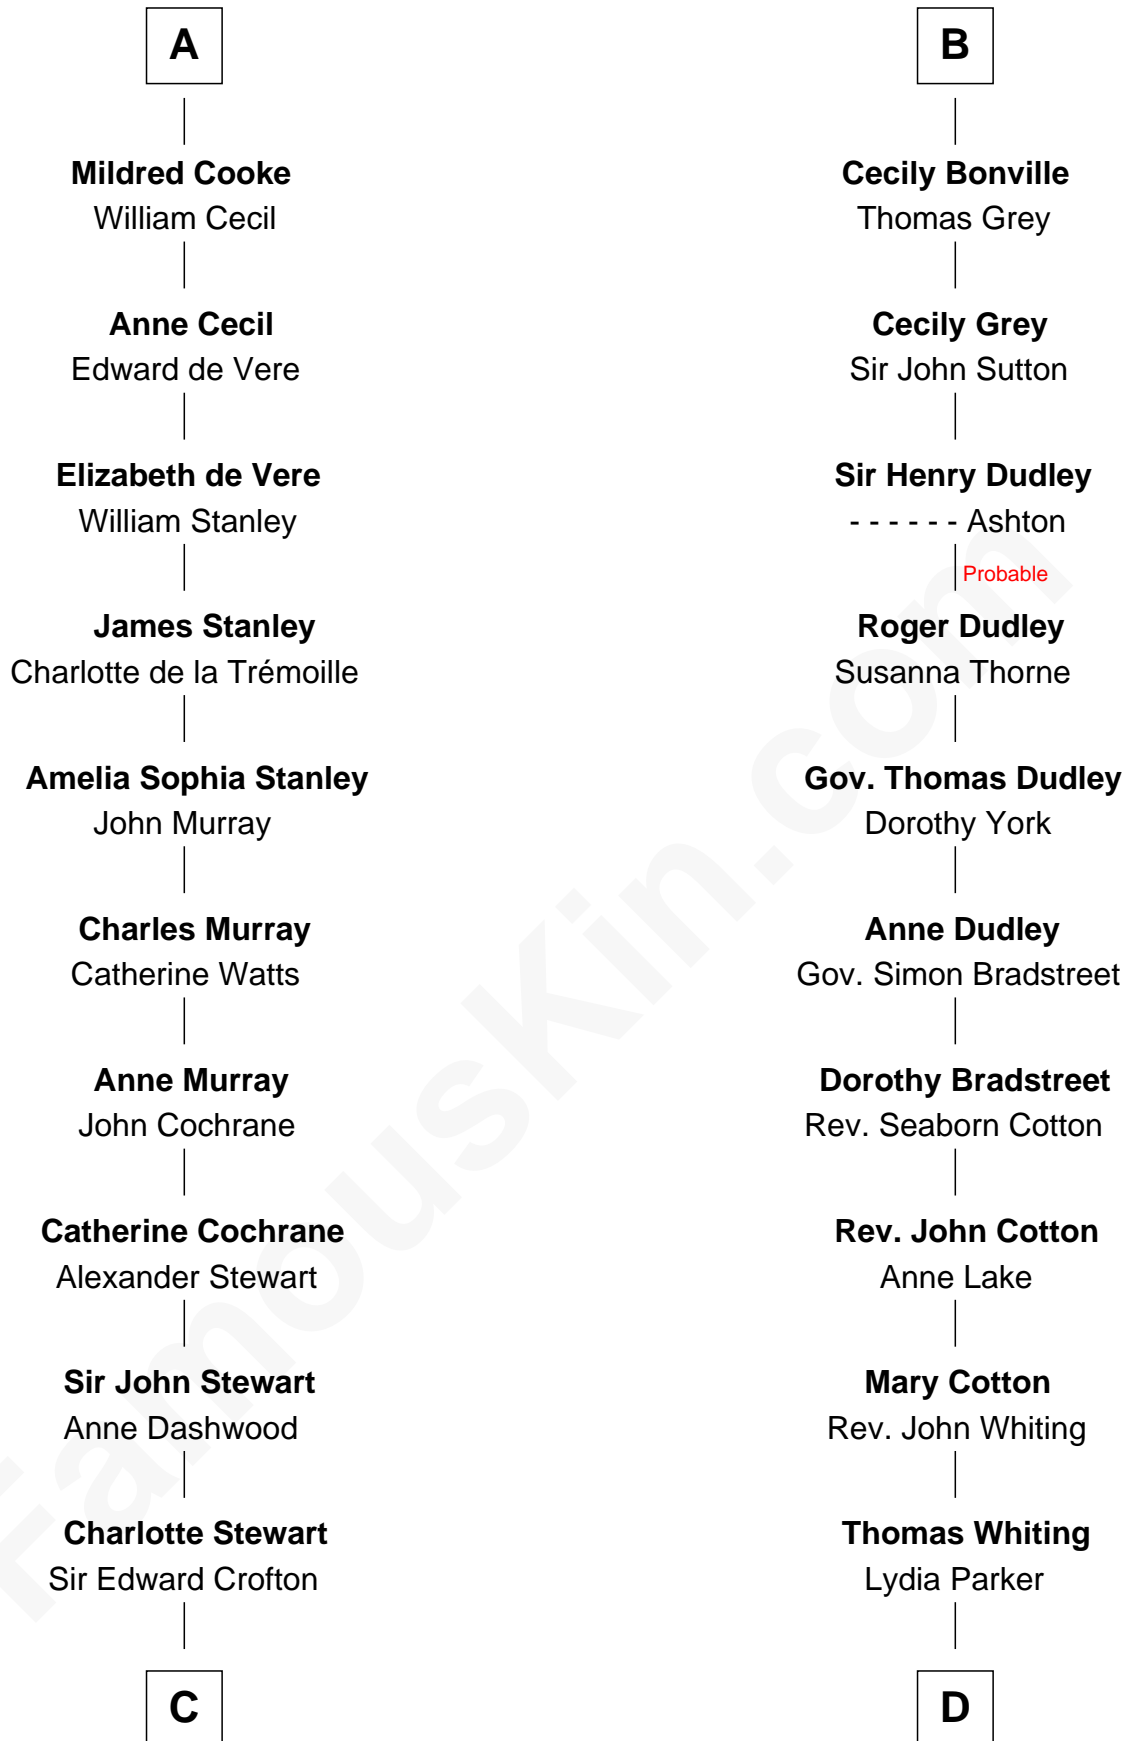 A
Mildred Cooke
William Cecil
Anne Cecil
Edward de Vere
Elizabeth de Vere
William Stanley
James Stanley
Charlotte de la Trémoille
Amelia Sophia Stanley
John Murray
Charles Murray
Catherine Watts
Anne Murray
John Cochrane
Catherine Cochrane
Alexander Stewart
Sir John Stewart
Anne Dashwood
Charlotte Stewart
Sir Edward Crofton
C
B
Cecily Bonville
Thomas Grey
Cecily Grey
Sir John Sutton
Sir Henry Dudley
- - - - - - Ashton
Probable
Roger Dudley
Susanna Thorne
Gov. Thomas Dudley
Dorothy York
Anne Dudley
Gov. Simon Bradstreet
Dorothy Bradstreet
Rev. Seaborn Cotton
Rev. John Cotton
Anne Lake
Mary Cotton
Rev. John Whiting
Thomas Whiting
Lydia Parker
D
FamousKin.com